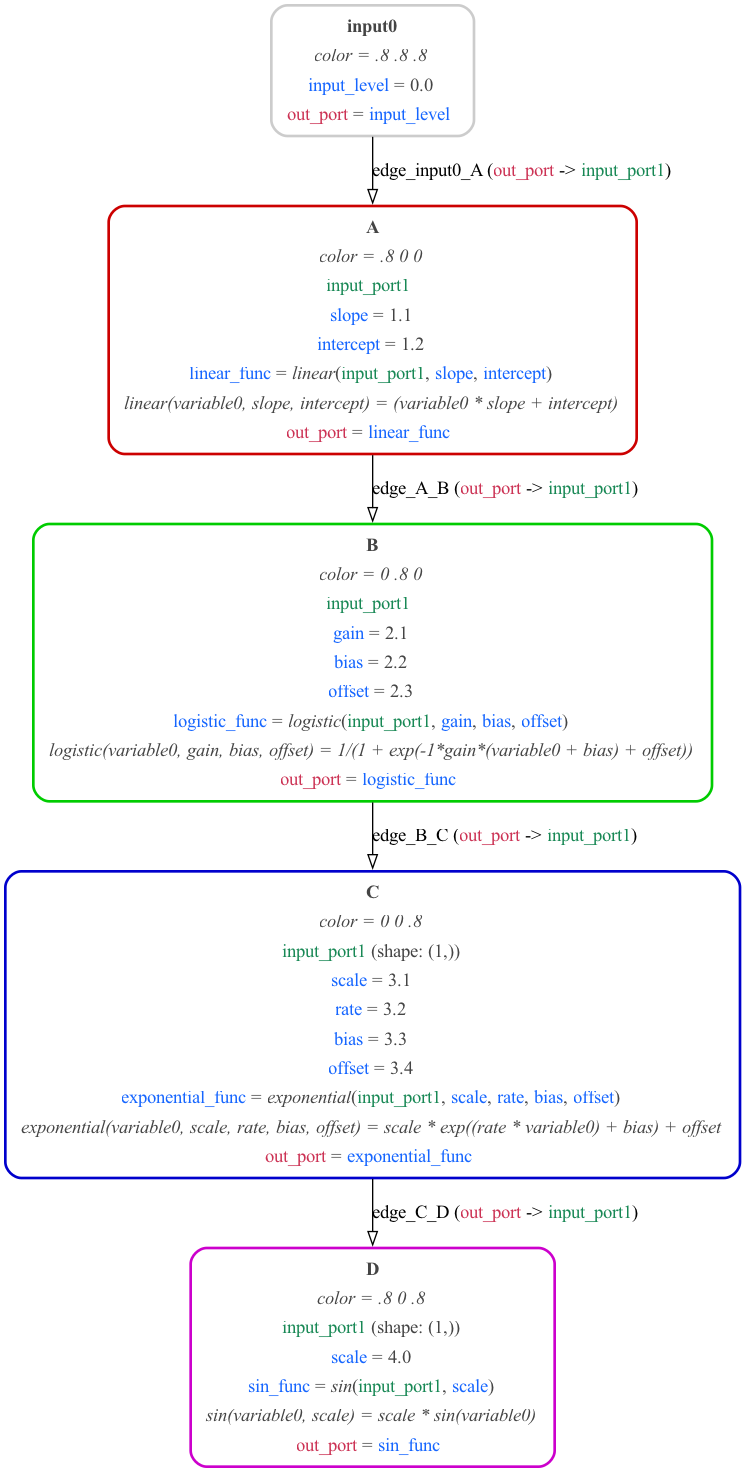 input0
color = .8 .8 .8
input_level = 0.0
out_port = input_level
edge_input0_A (out_port -> input_port1)
A
color = .8 0 0
input_port1
slope = 1.1
intercept = 1.2
linear_func = linear(input_port1, slope, intercept)
linear(variable0, slope, intercept) = (variable0 * slope + intercept)
out_port = linear_func
edge_A_B (out_port -> input_port1)
B
color = 0 .8 0
input_port1
gain = 2.1
bias = 2.2
offset = 2.3
logistic_func = logistic(input_port1, gain, bias, offset)
logistic(variable0, gain, bias, offset) = 1/(1 + exp(-1*gain*(variable0 + bias) + offset))
out_port = logistic_func
edge_B_C (out_port -> input_port1)
C
color = 0 0 .8
input_port1 (shape: (1,))
scale = 3.1
rate = 3.2
bias = 3.3
offset = 3.4
exponential_func = exponential(input_port1, scale, rate, bias, offset)
exponential(variable0, scale, rate, bias, offset) = scale * exp((rate * variable0) + bias) + offset
out_port = exponential_func
edge_C_D (out_port -> input_port1)
D
color = .8 0 .8
input_port1 (shape: (1,))
scale = 4.0
sin_func = sin(input_port1, scale)
sin(variable0, scale) = scale * sin(variable0)
out_port = sin_func